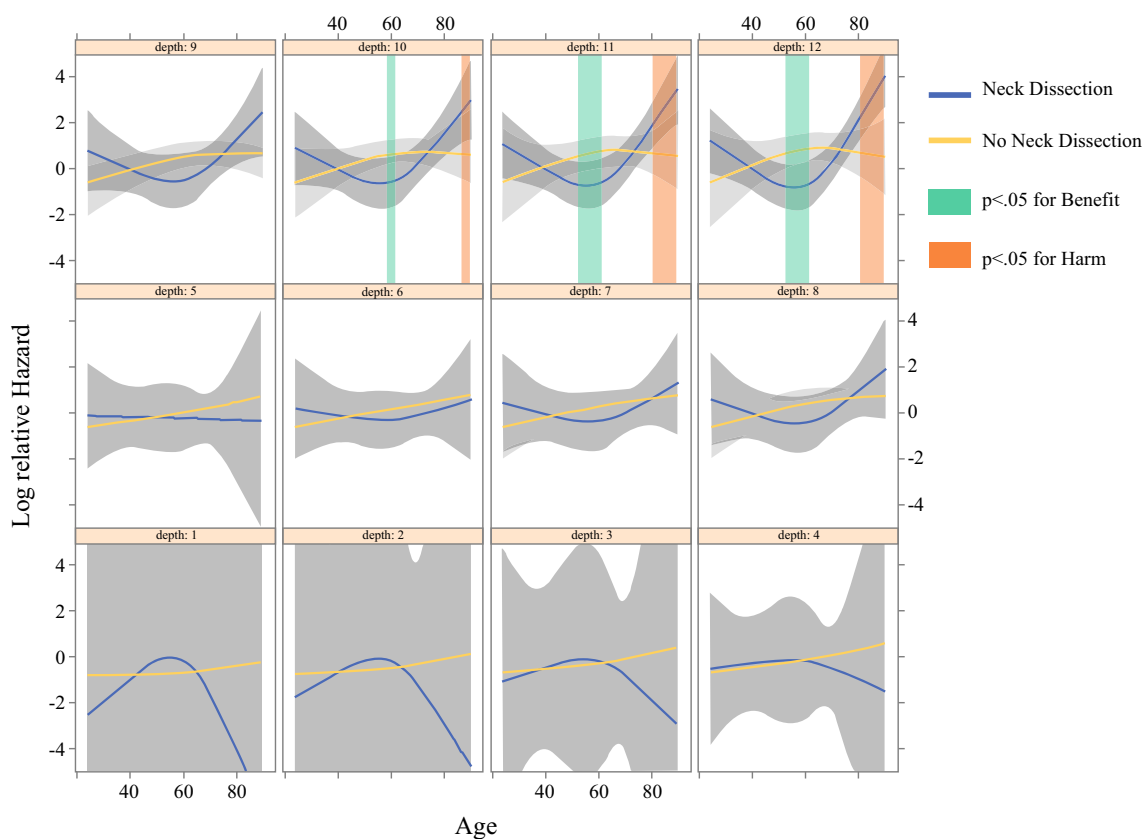 40 60 80 40 60 80
depth: 9 depth: 10 depth: 11 depth: 12
4
2
0
-2
-4
Neck Dissection
No Neck Dissection
p<.05 for Benefit
p<.05 for Harm
depth: 5 depth: 6 depth: 7 depth: 8
4
2
0
-2
-4
Log relative Hazard
depth: 1 depth: 2 depth: 3 depth: 4
4
2
0
-2
-4
40 60 80 40 60 80
Age